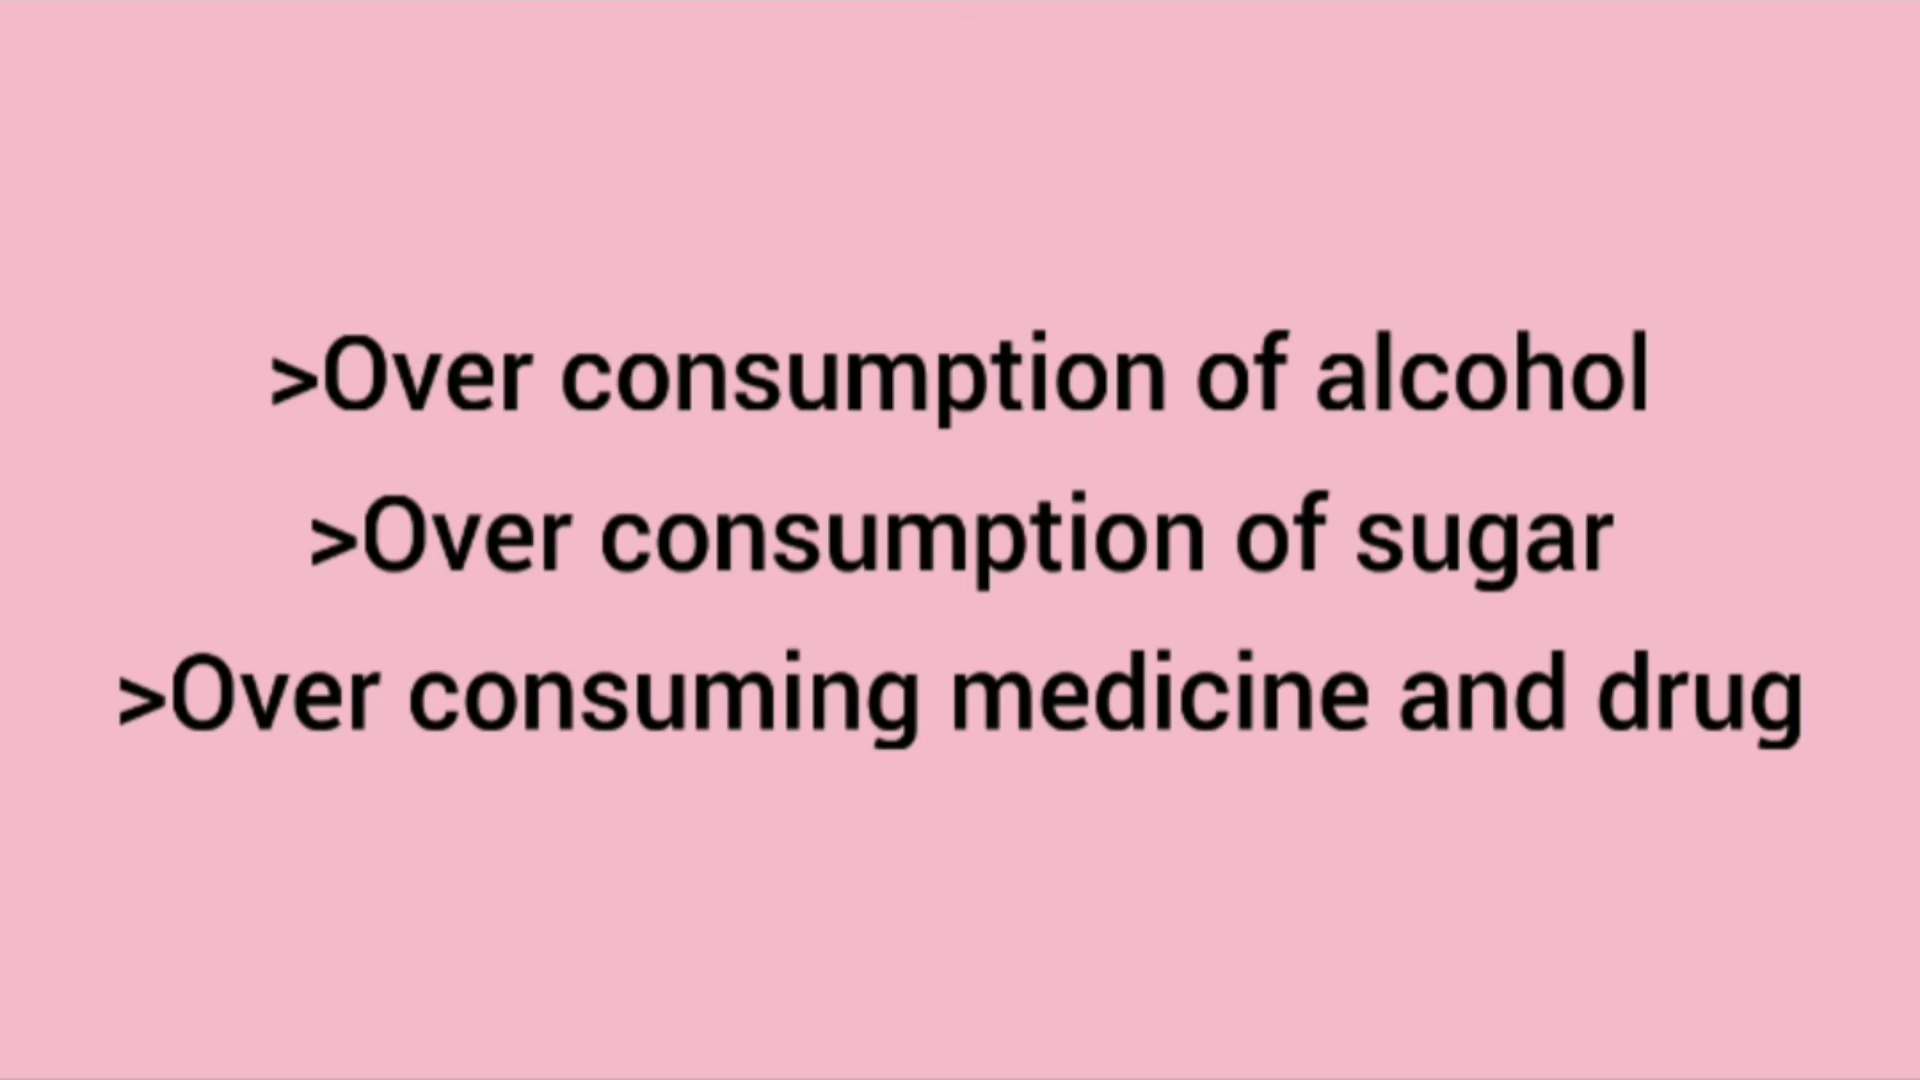 >Over consumption of alcohol
>Over consumption of sugar
>Over consuming medicine and drug